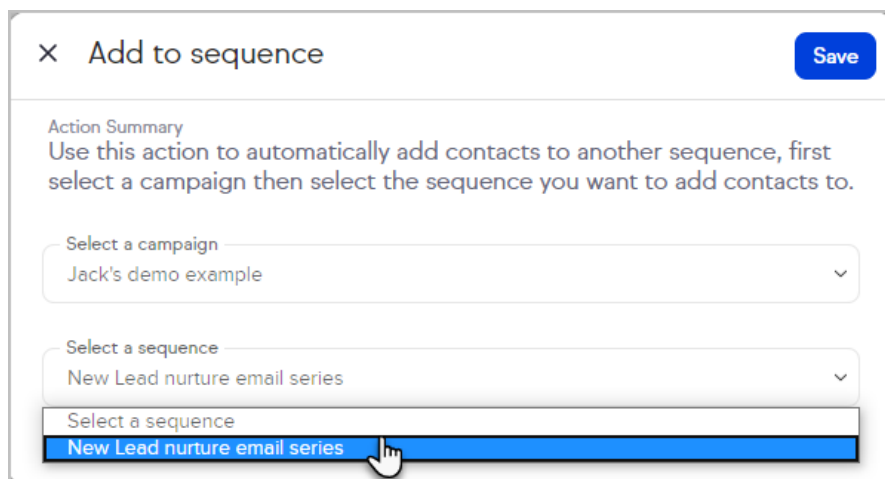 Add to sequence
Save
Action Summary
Use this action to automatically add contacts to another sequence, first
select a campaign then select the sequence you want to add contacts to.
Select a campaign
Jack's demo example
Select a sequence
New Lead nurture email series
Select a sequence
New Lead nurture email series